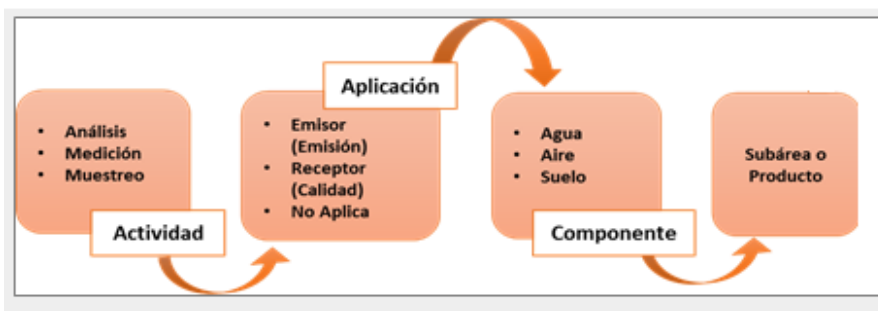 • Análisis
• Medición
• Muestreo
Actividad
• Emisor
(Emisión)
• Receptor
(Calidad)
• No Aplica
Aplicación
• Agua
• Aire
• Suelo
Componente
Subárea o
Producto